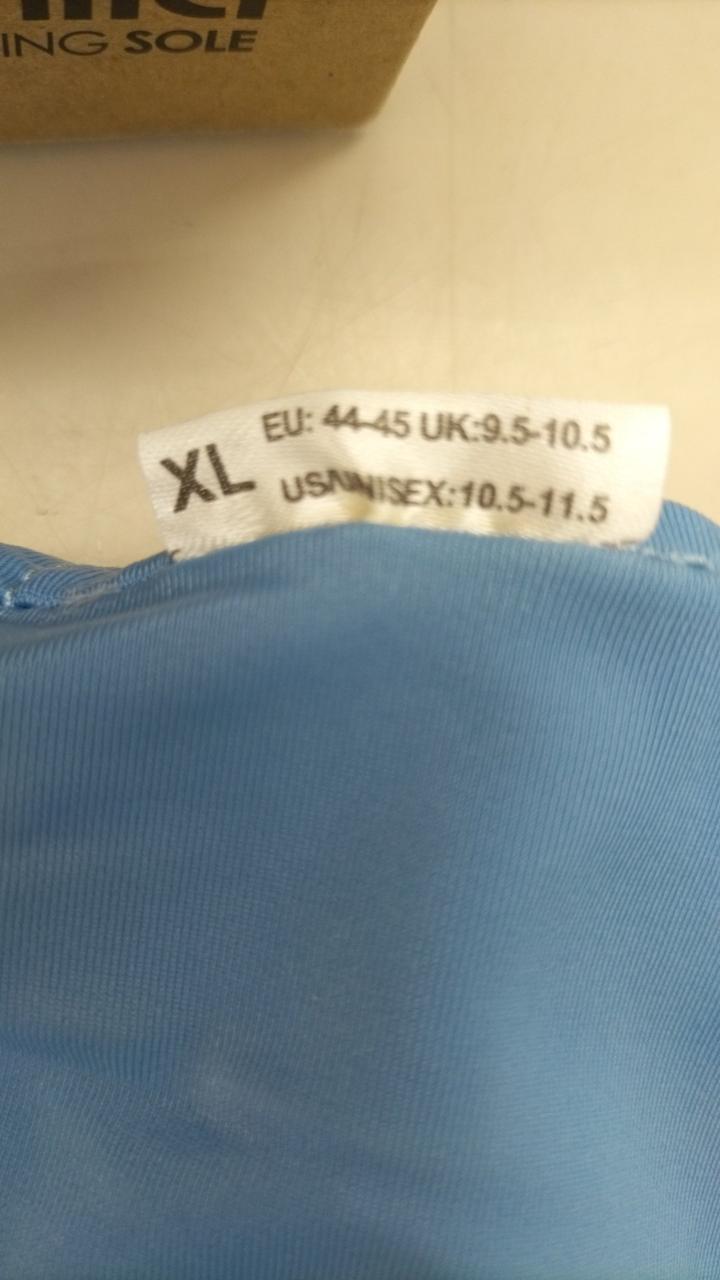 ING SOLE
XL
EU: 44-45 UK:9.5-10.5
US/UNISEX:10.5-11.5